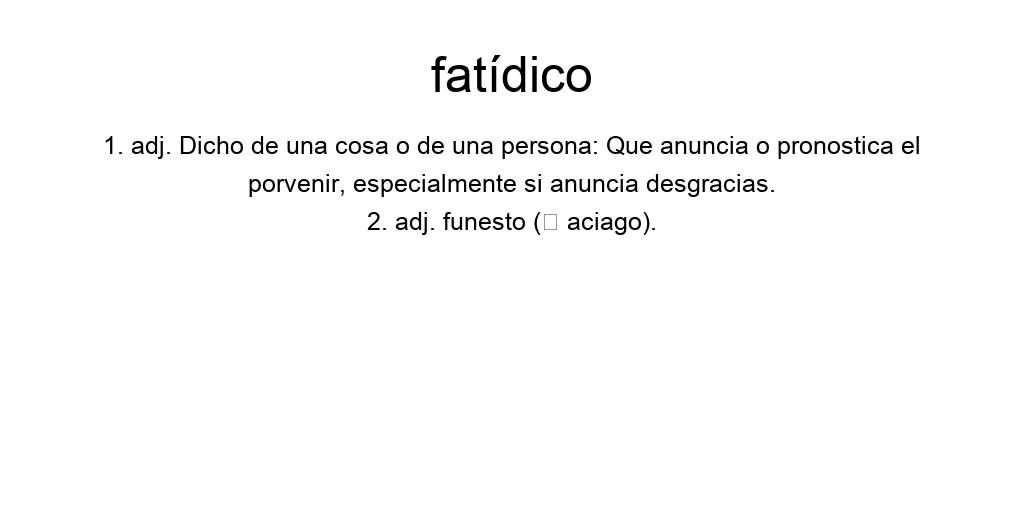 fatídico
1. adj. Dicho de una cosa o de una persona: Que anuncia o pronostica el
porvenir, especialmente si anuncia desgracias.
2. adj. funesto (□ aciago).